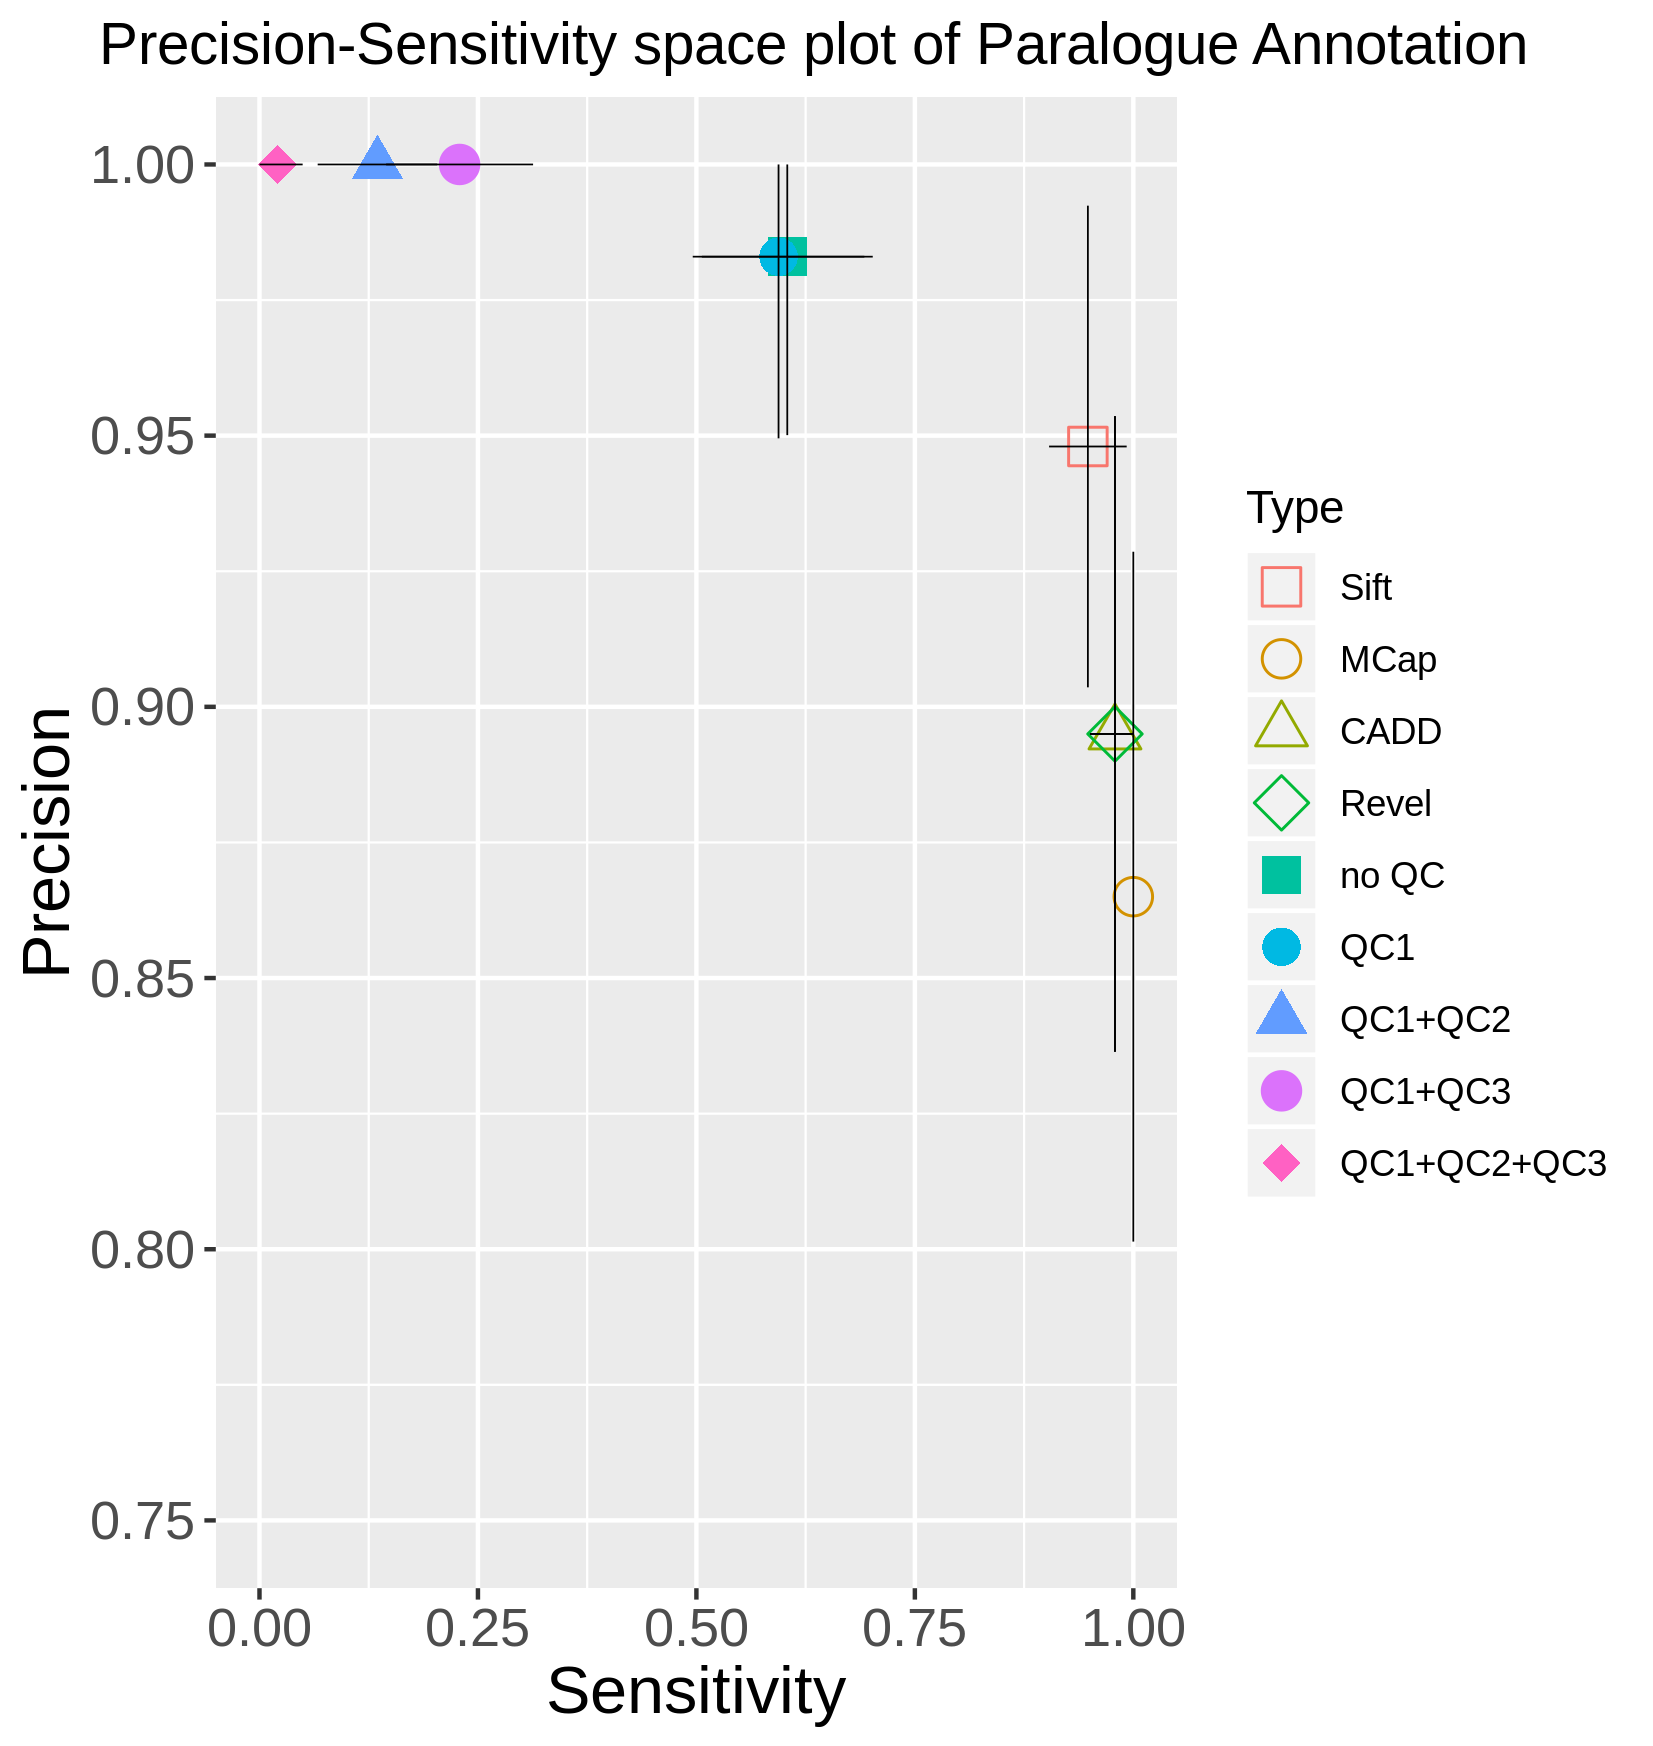 Precision-Sensitivity space plot of Paralogue Annotation
Precision
1.00
0.95
0.90
0.85
0.80
0.75
0.00 0.25 0.50 0.75 1.00
Sensitivity
Type
Sift
MCap
CADD
Revel
no QC
QC1
QC1+QC2
QC1+QC3
QC1+QC2+QC3